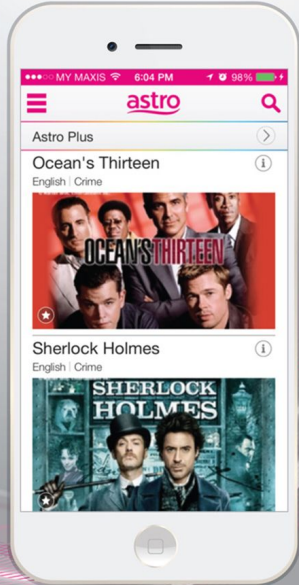 MY MAXIS 6:04 PM 98%
astro
Astro Plus
Ocean's Thirteen
English | Crime
OCEAN'S THIRTEEN
Sherlock Holmes
English | Crime
SHERLOCK
HOLMES